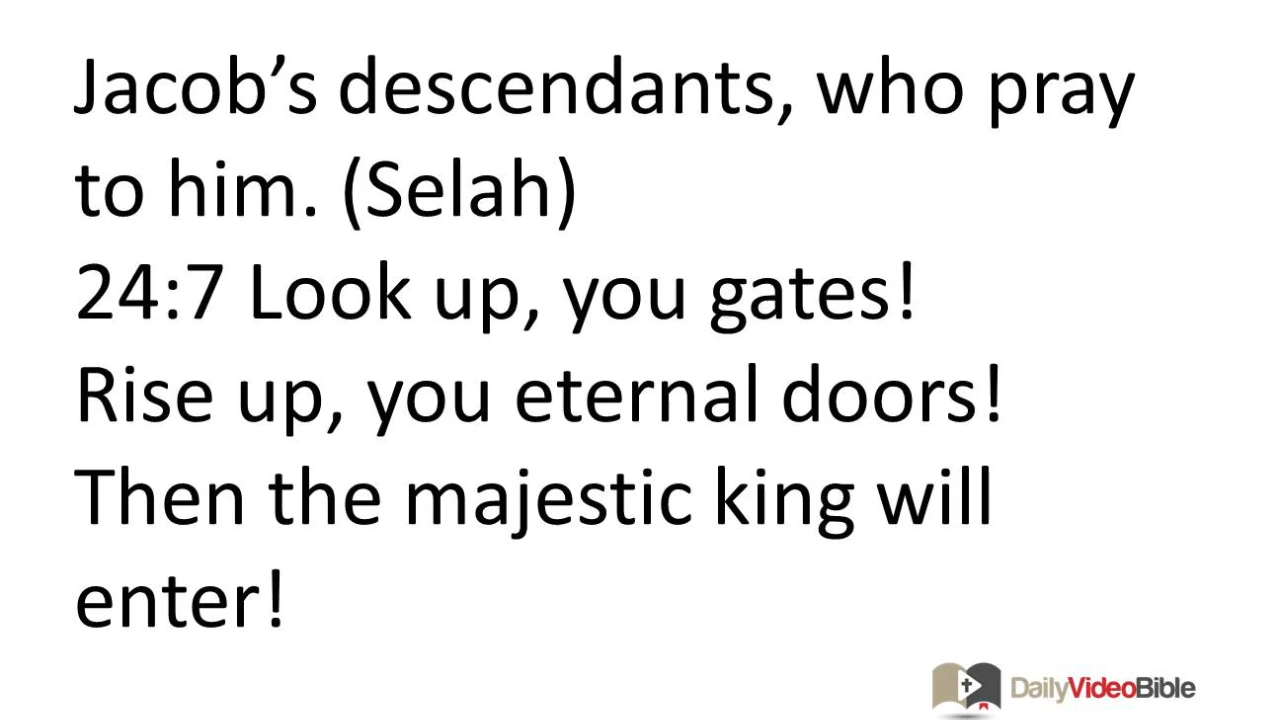 Jacob’s descendants, who pray
to him. (Selah)
24:7 Look up, you gates!
Rise up, you eternal doors!
Then the majestic king will
enter!
DailyVideoBible